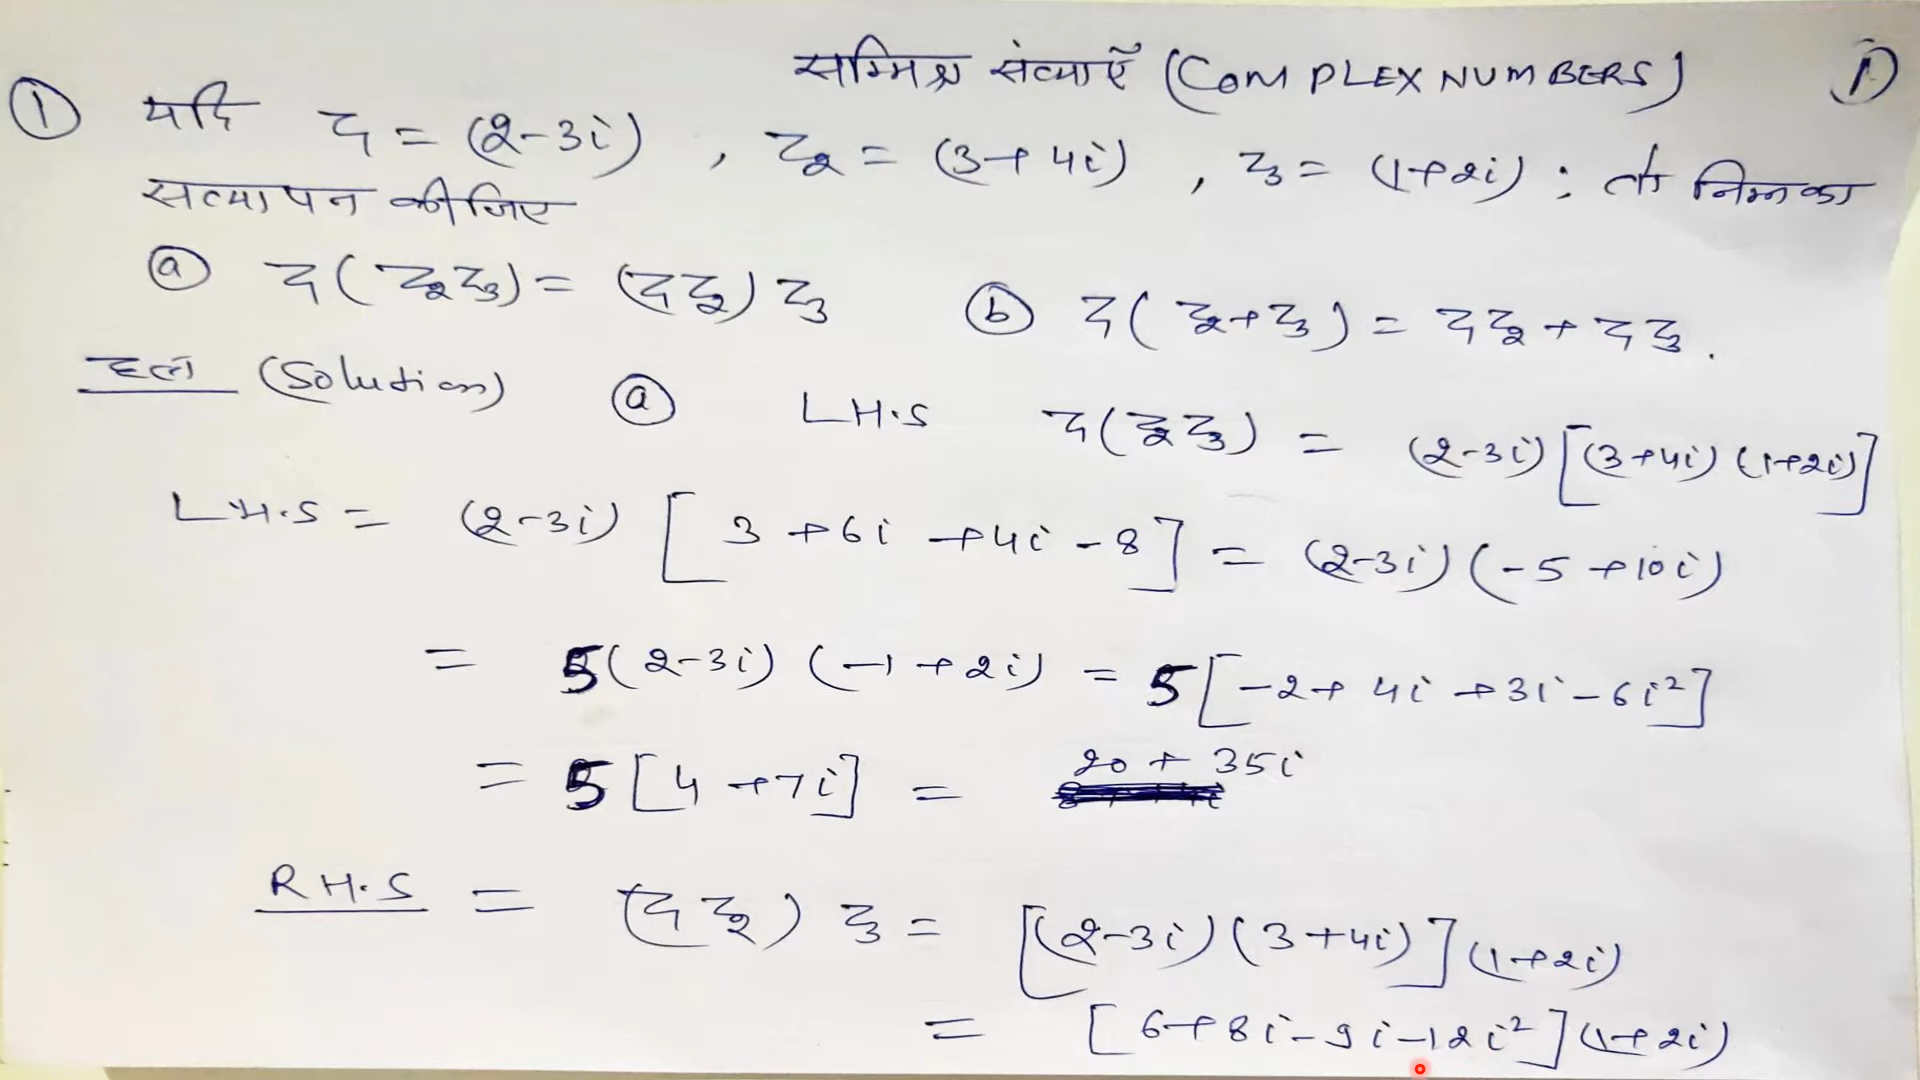 सम्मिश्र संख्याएँ (COMPLEX NUMBERS) ①
① यदि z₁ = (2-3i) , z₂ = (3+4i) , z₃ = (1+2i) : तो निम्न का
सत्यापन कीजिए
ⓐ z₁(z₂z₃) = (z₁z₂) z₃ ⓑ z₁(z₂+z₃) = z₁z₂ + z₁z₃ .
हल (Solution) ⓐ L.H.S z₁(z₂z₃) = (2-3i)[(3+4i)(1+2i)]
L.H.S = (2-3i) [3 +6i +4i -8] = (2-3i) (-5 +10i)
= 5(2-3i) (-1 +2i) = 5[-2+ 4i +3i -6i²]
= 5[4 +7i] = 20 + 35i
R.H.S = (z₁z₂) z₃ = [(2-3i)(3+4i)](1+2i)
= [6+8i-9i-12i²](1+2i)